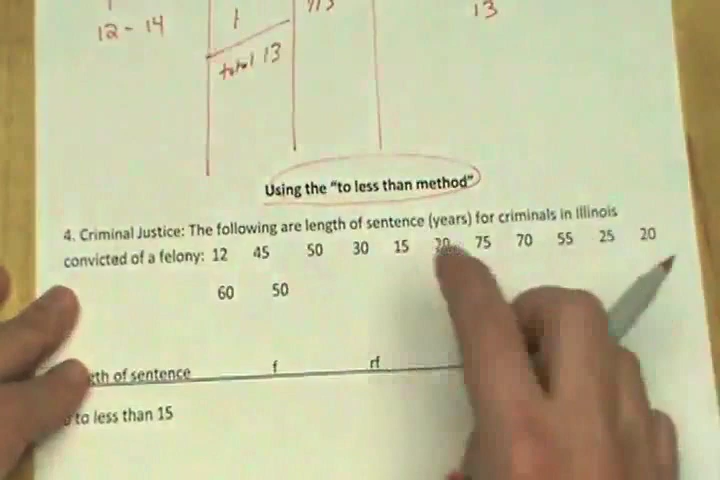 12 - 14 1 13
total 13
Using the "to less than method"
4. Criminal Justice: The following are length of sentence (years) for criminals in Illinois
convicted of a felony: 12 45 50 30 15 75 70 55 25 20
60 50
of sentence f rf
to less than 15